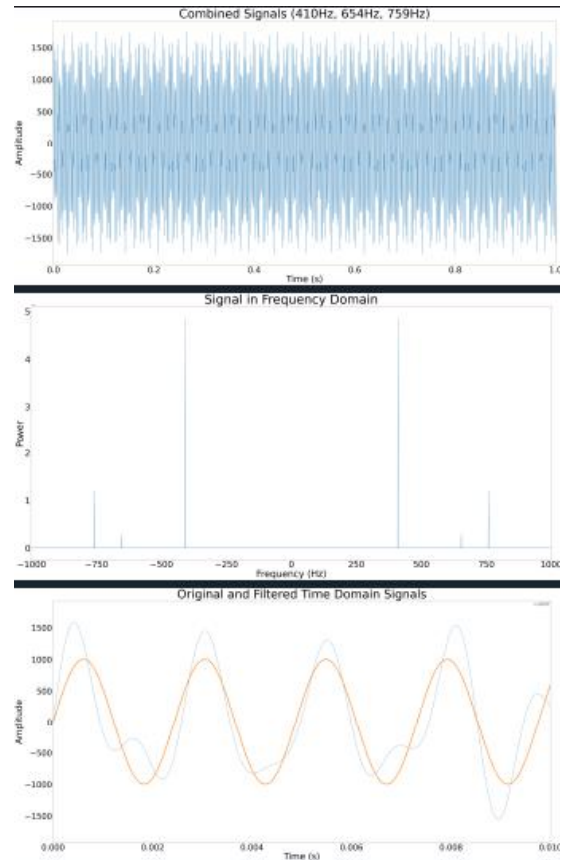 Combined Signals (410Hz, 654Hz, 759Hz)
1500
1000
500
0
−500
−1000
−1500
Amplitude
0.0 0.2 0.4 0.6 0.8 1.0
Time (s)
Signal in Frequency Domain
5
4
3
2
1
0
Power
−1000 −750 −500 −250 0 250 500 750 1000
Frequency (Hz)
Original and Filtered Time Domain Signals
1500
1000
500
0
−500
−1000
−1500
Amplitude
0.000 0.002 0.004 0.006 0.008 0.010
Time (s)